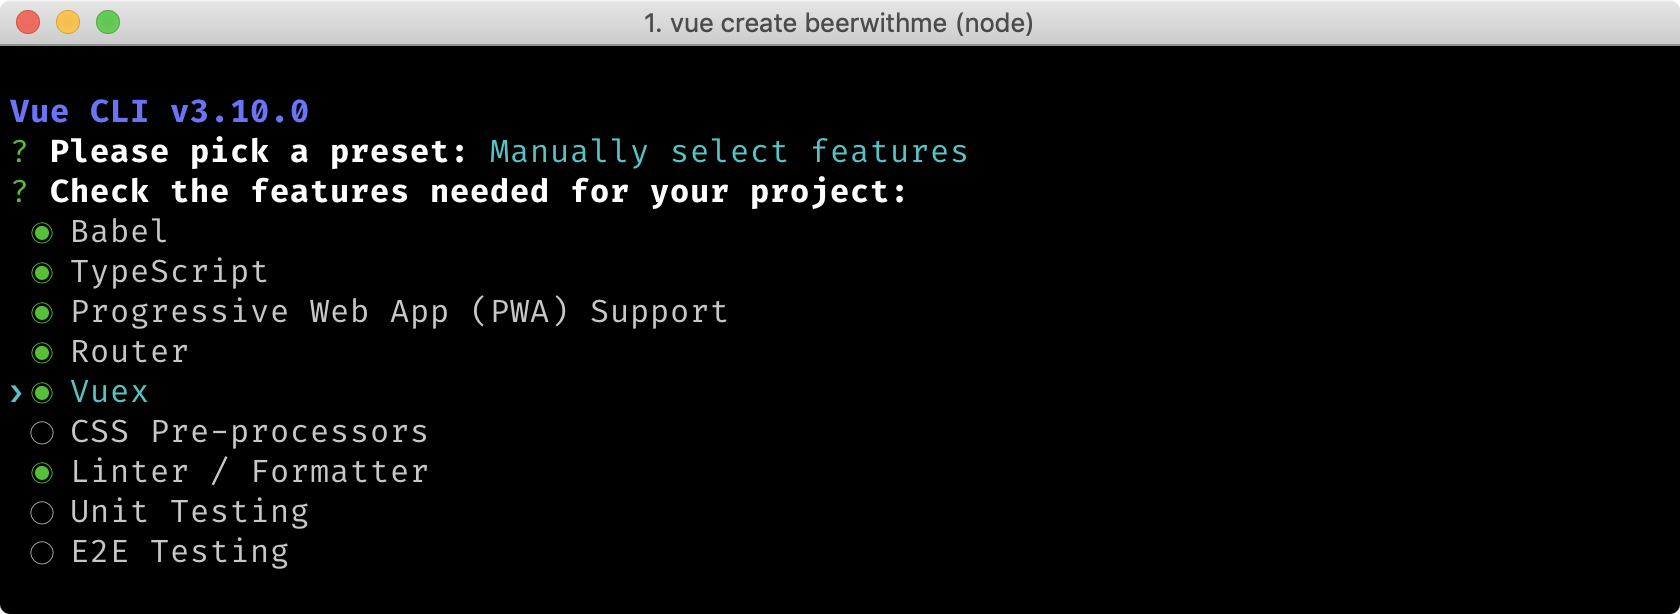 1. vue create beerwithme (node)
Vue CLI v3.10.0
? Please pick a preset: Manually select features
? Check the features needed for your project:
◉ Babel
◉ TypeScript
◉ Progressive Web App (PWA) Support
◉ Router
❯◉ Vuex
◯ CSS Pre-processors
◉ Linter / Formatter
◯ Unit Testing
◯ E2E Testing